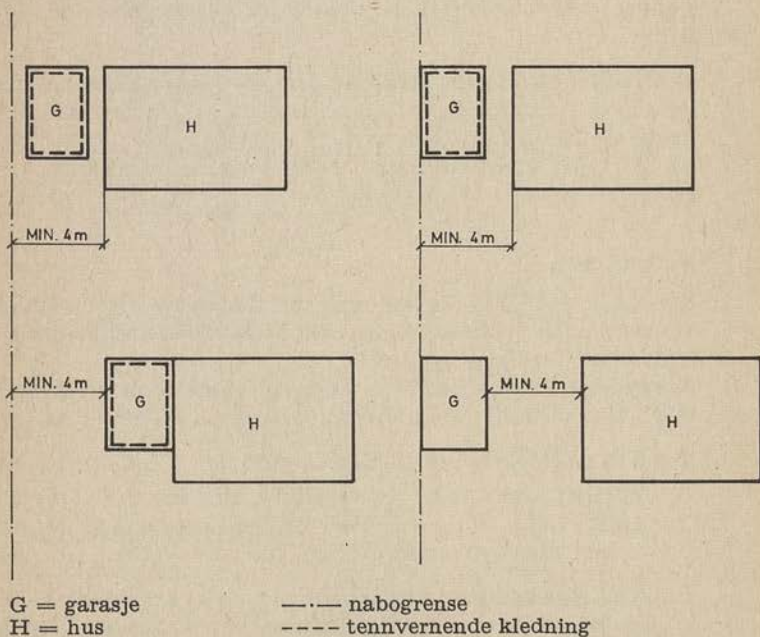 G
H
G
H
MIN. 4m
MIN. 4m
MIN. 4m
G
H
G
MIN. 4m
H
G = garasje
nabogrense
H = hus
tennvernende kledning